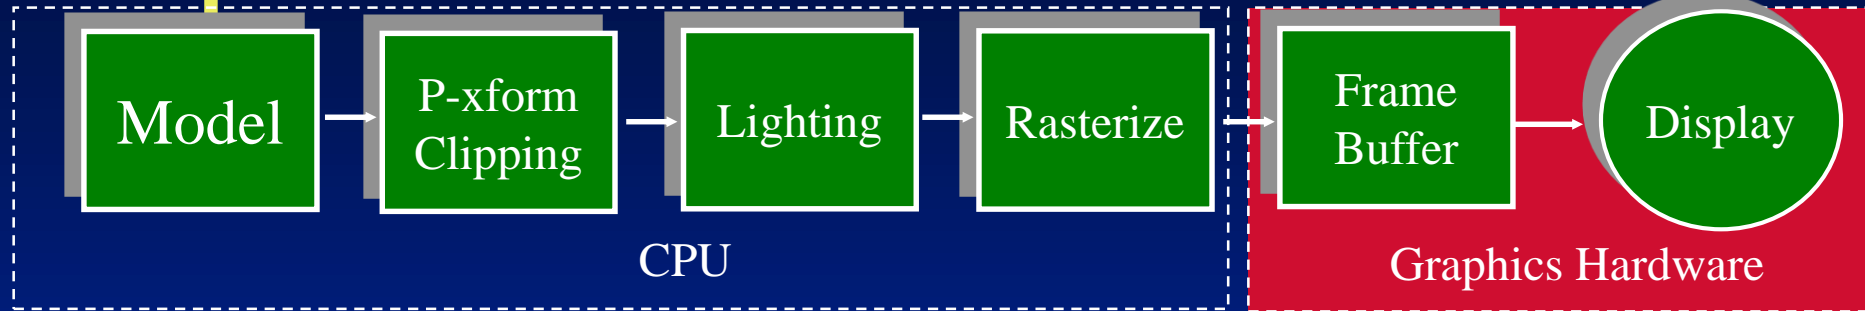 Model
P-xform
Clipping
Lighting
Rasterize
Frame
Buffer
Display
CPU
Graphics Hardware